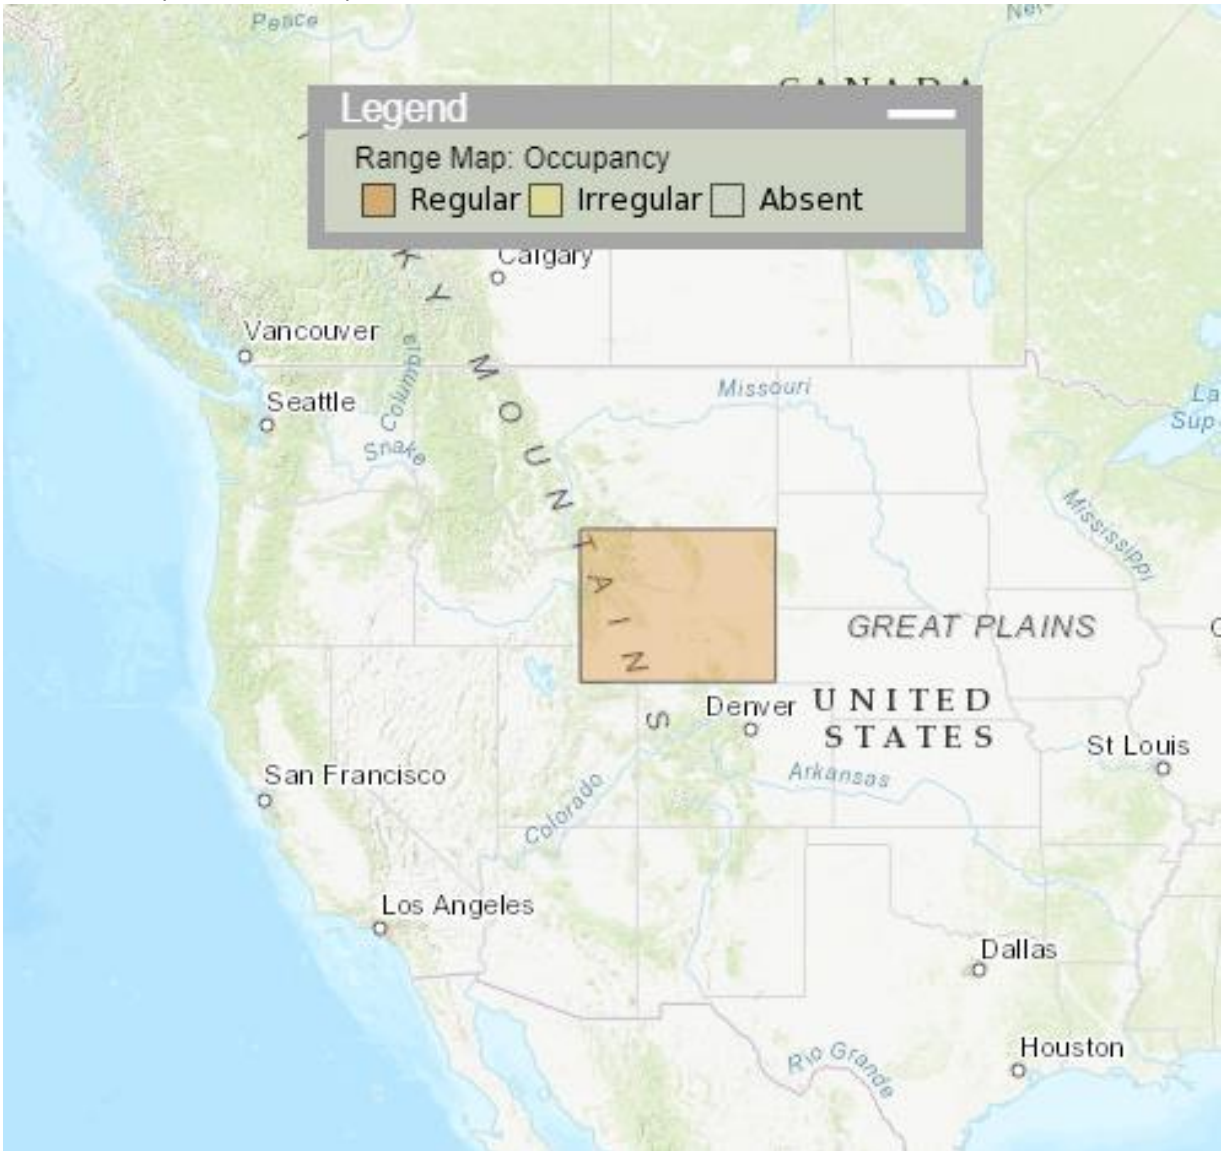 Peace
CANADA
Legend
Range Map: Occupancy
Regular Irregular Absent
Calgary
K
Y
Vancouver
Columbia
M
Missouri
Seattle
O
Snake
U
N
Mississippi
T
A
I
GREAT PLAINS
N
Denver
UNITED
S
STATES
St Louis
San Francisco
Arkansas
Colorado
Los Angeles
Dallas
Houston
Rio Grande